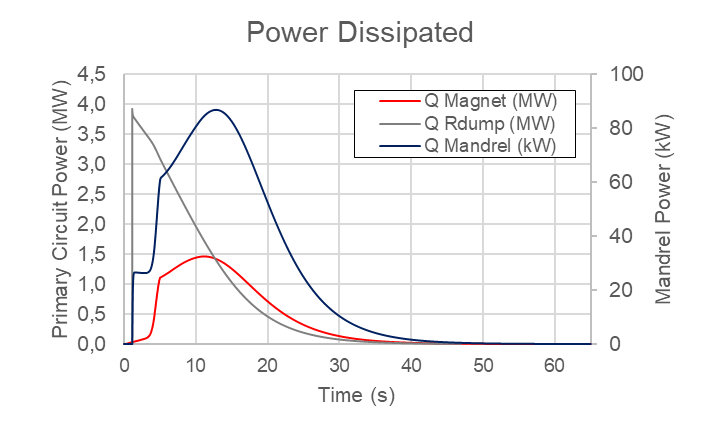 Power Dissipated
Primary Circuit Power (MW)
4,5
4,0
3,5
3,0
2,5
2,0
1,5
1,0
0,5
0,0
Q Magnet (MW)
Q Rdump (MW)
Q Mandrel (kW)
100
80
60
40
20
0
Mandrel Power (kW)
0 10 20 30 40 50 60
Time (s)